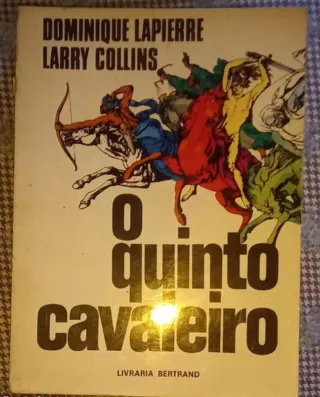 DOMINIQUE LAPIERRE
LARRY COLLINS
O
quinto
cavaleiro
LIVRARIA BERTRAND